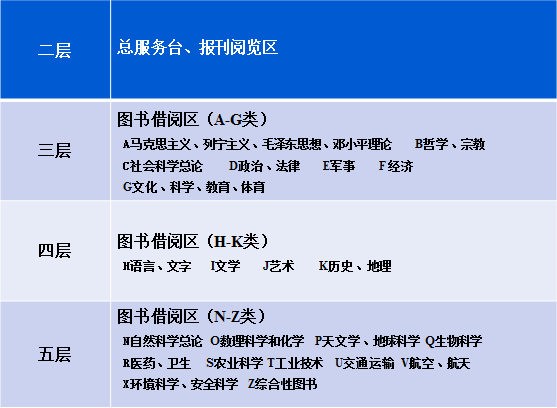 二层
总服务台、报刊阅览区
三层
图书借阅区（A-G类）
A马克思主义、列宁主义、毛泽东思想、邓小平理论 B哲学、宗教
C社会科学总论 D政治、法律 E军事 F经济
G文化、科学、教育、体育
四层
图书借阅区（H-K类）
H语言、文字 I文学 J艺术 K历史、地理
五层
图书借阅区（N-Z类）
N自然科学总论 O数理科学和化学 P天文学、地球科学 Q生物科学
R医药、卫生 S农业科学 T工业技术 U交通运输 V航空、航天
X环境科学、安全科学 Z综合性图书